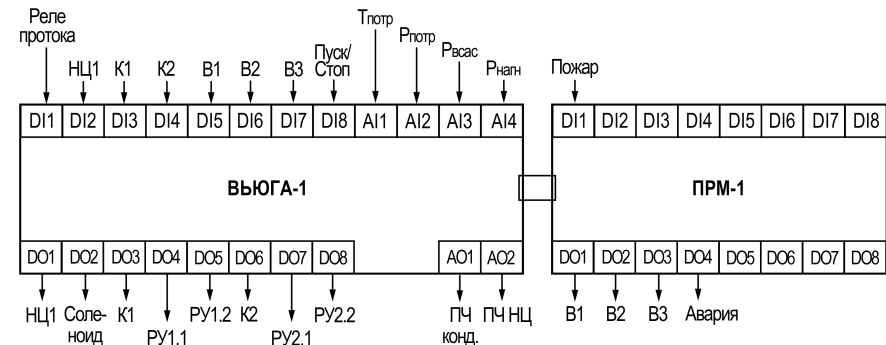 Реле протока
НЦ1 К1 К2 В1 В2 В3 Пуск/Стоп Тпотр Рпотр Рвсас Рнагн Пожар
DI1 DI2 DI3 DI4 DI5 DI6 DI7 DI8 AI1 AI2 AI3 AI4 DI1 DI2 DI3 DI4 DI5 DI6 DI7 DI8
ВЬЮГА-1 ПРМ-1
DO1 DO2 DO3 DO4 DO5 DO6 DO7 DO8 AO1 AO2 DO1 DO2 DO3 DO4 DO5 DO6 DO7 DO8
НЦ1 Соле- К1 РУ1.2 К2 РУ2.2 ПЧ ПЧ НЦ В1 В2 В3 Авария
ноид РУ1.1 РУ2.1 конд.